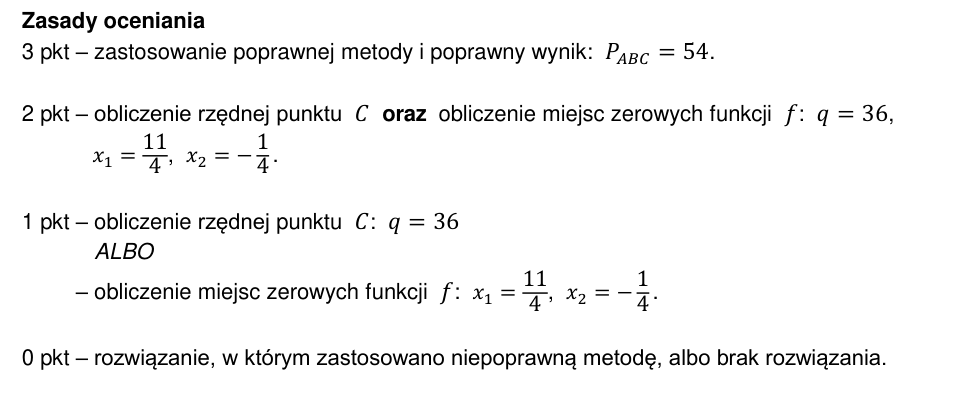 Zasady oceniania
3 pkt – zastosowanie poprawnej metody i poprawny wynik: P_{ABC} = 54.
2 pkt – obliczenie rzędnej punktu C oraz obliczenie miejsc zerowych funkcji f: q = 36,
x₁ = 11/4, x₂ = −1/4.
1 pkt – obliczenie rzędnej punktu C: q = 36
ALBO
– obliczenie miejsc zerowych funkcji f: x₁ = 11/4, x₂ = −1/4.
0 pkt – rozwiązanie, w którym zastosowano niepoprawną metodę, albo brak rozwiązania.